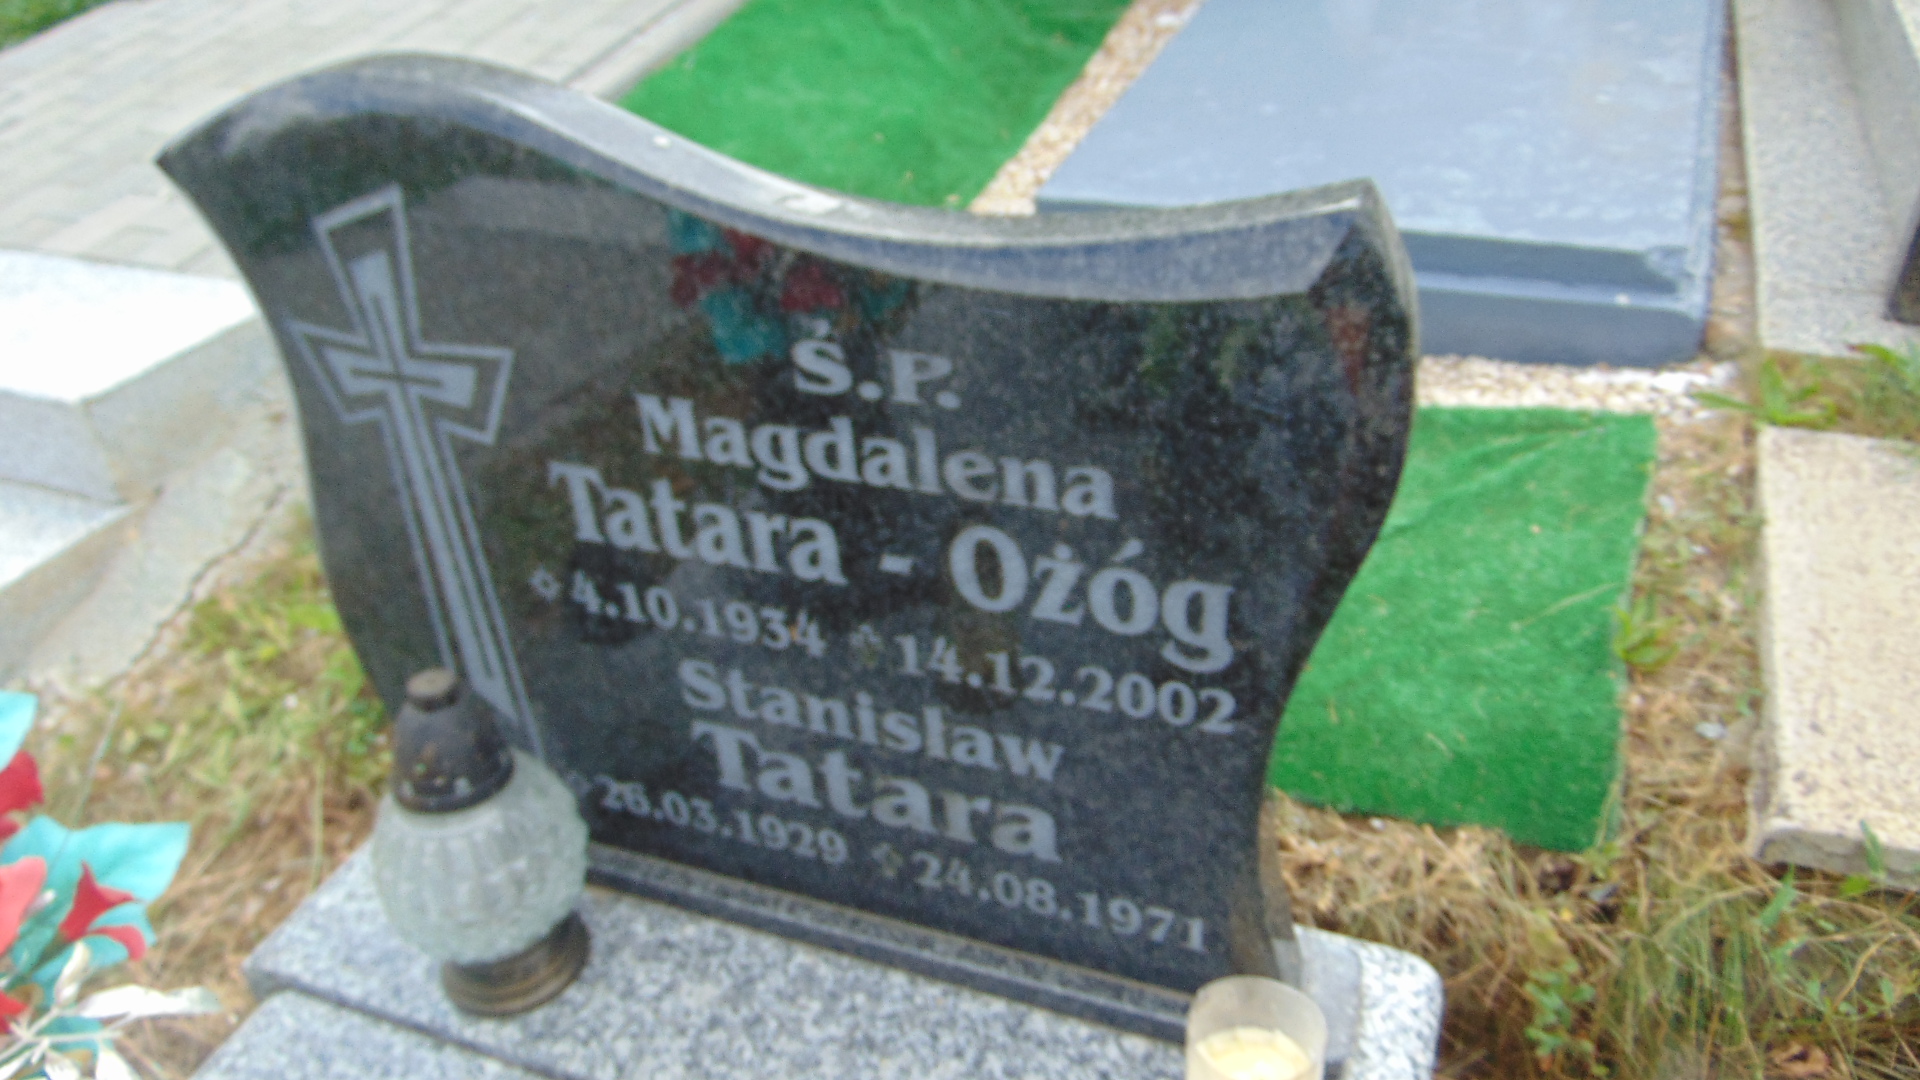 Ś.P.
Magdalena
Tatara - Ożóg
4.10.1934 14.12.2002
Stanisław
Tatara
26.03.1929 24.08.1971